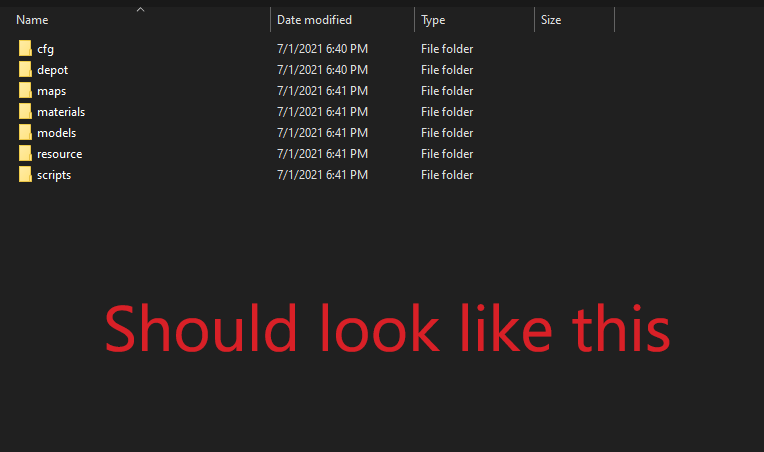 Name Date modified Type Size
cfg 7/1/2021 6:40 PM File folder
depot 7/1/2021 6:40 PM File folder
maps 7/1/2021 6:41 PM File folder
materials 7/1/2021 6:41 PM File folder
models 7/1/2021 6:41 PM File folder
resource 7/1/2021 6:41 PM File folder
scripts 7/1/2021 6:41 PM File folder
Should look like this